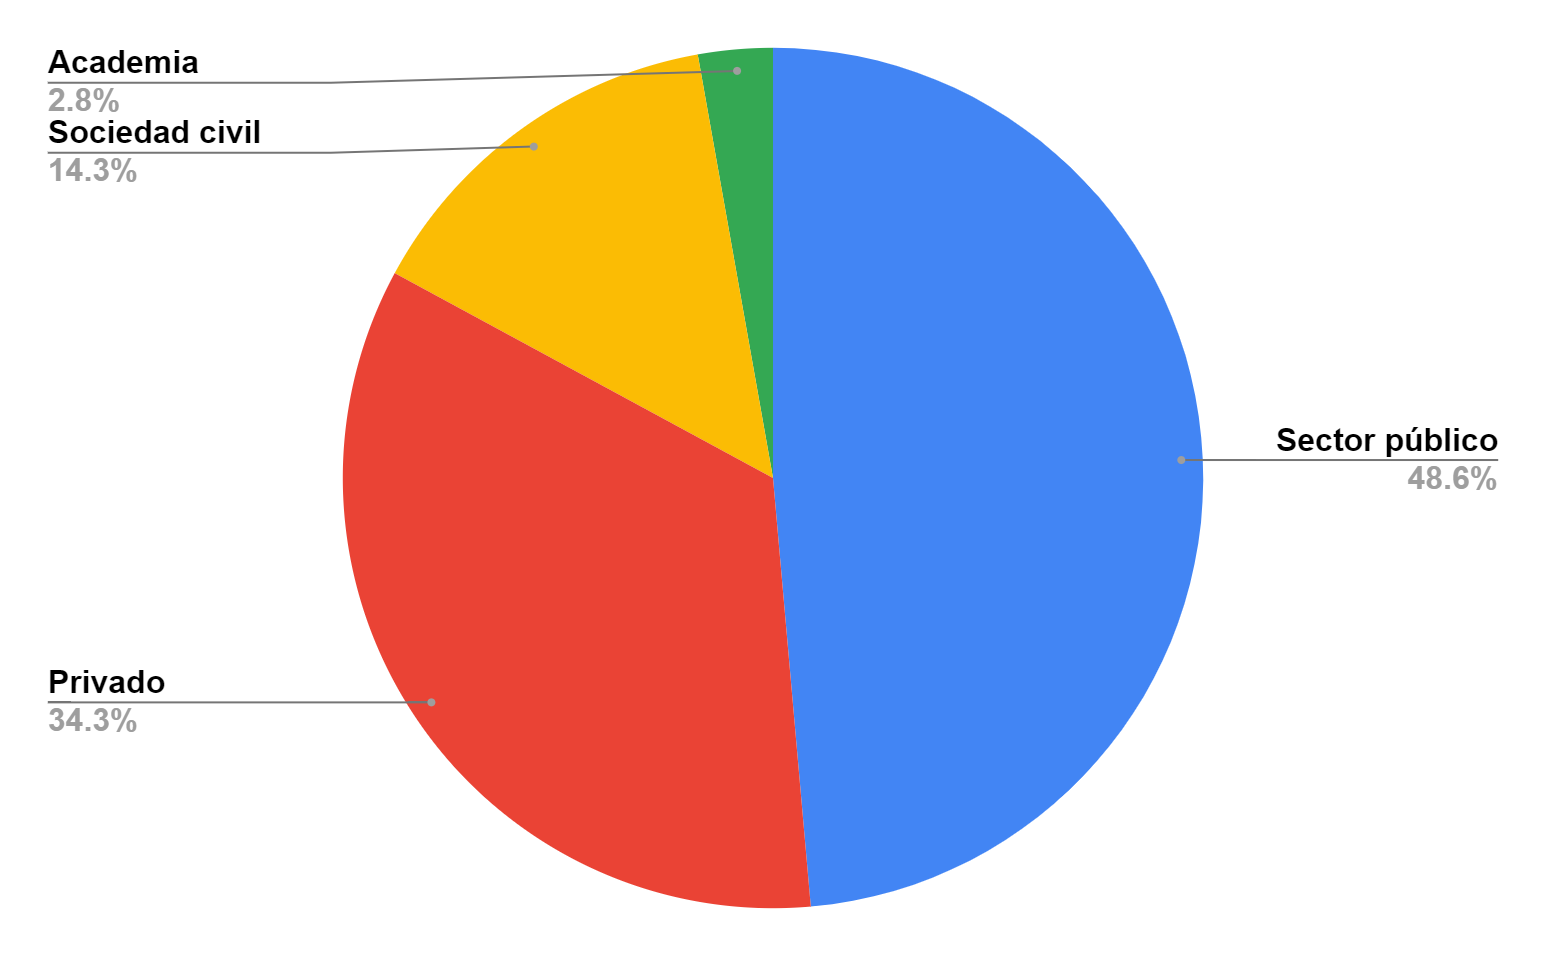 Academia
2.8%
Sociedad civil
14.3%
Sector público
48.6%
Privado
34.3%